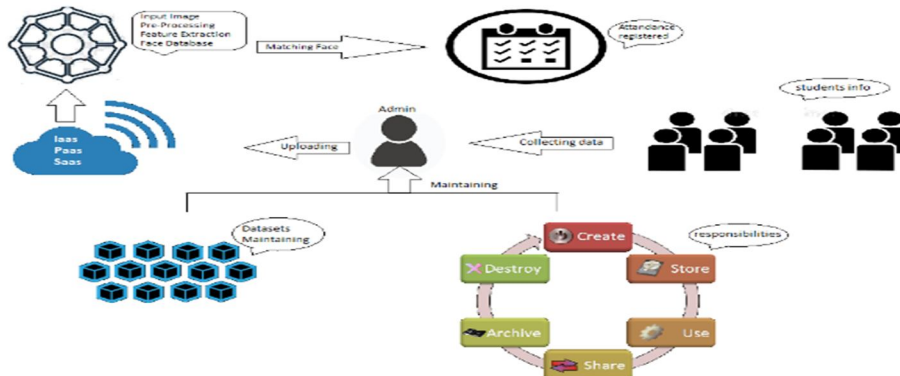 Input Image
Pre-Processing
Feature Extraction
Face Database
Matching Face
Attendance
registered
students info
Admin
Iaas
Paas
Saas
Uploading
Collecting data
Maintaining
Datasets
Maintaining
responsibilities
Create
Destroy
Store
Archive
Use
Share